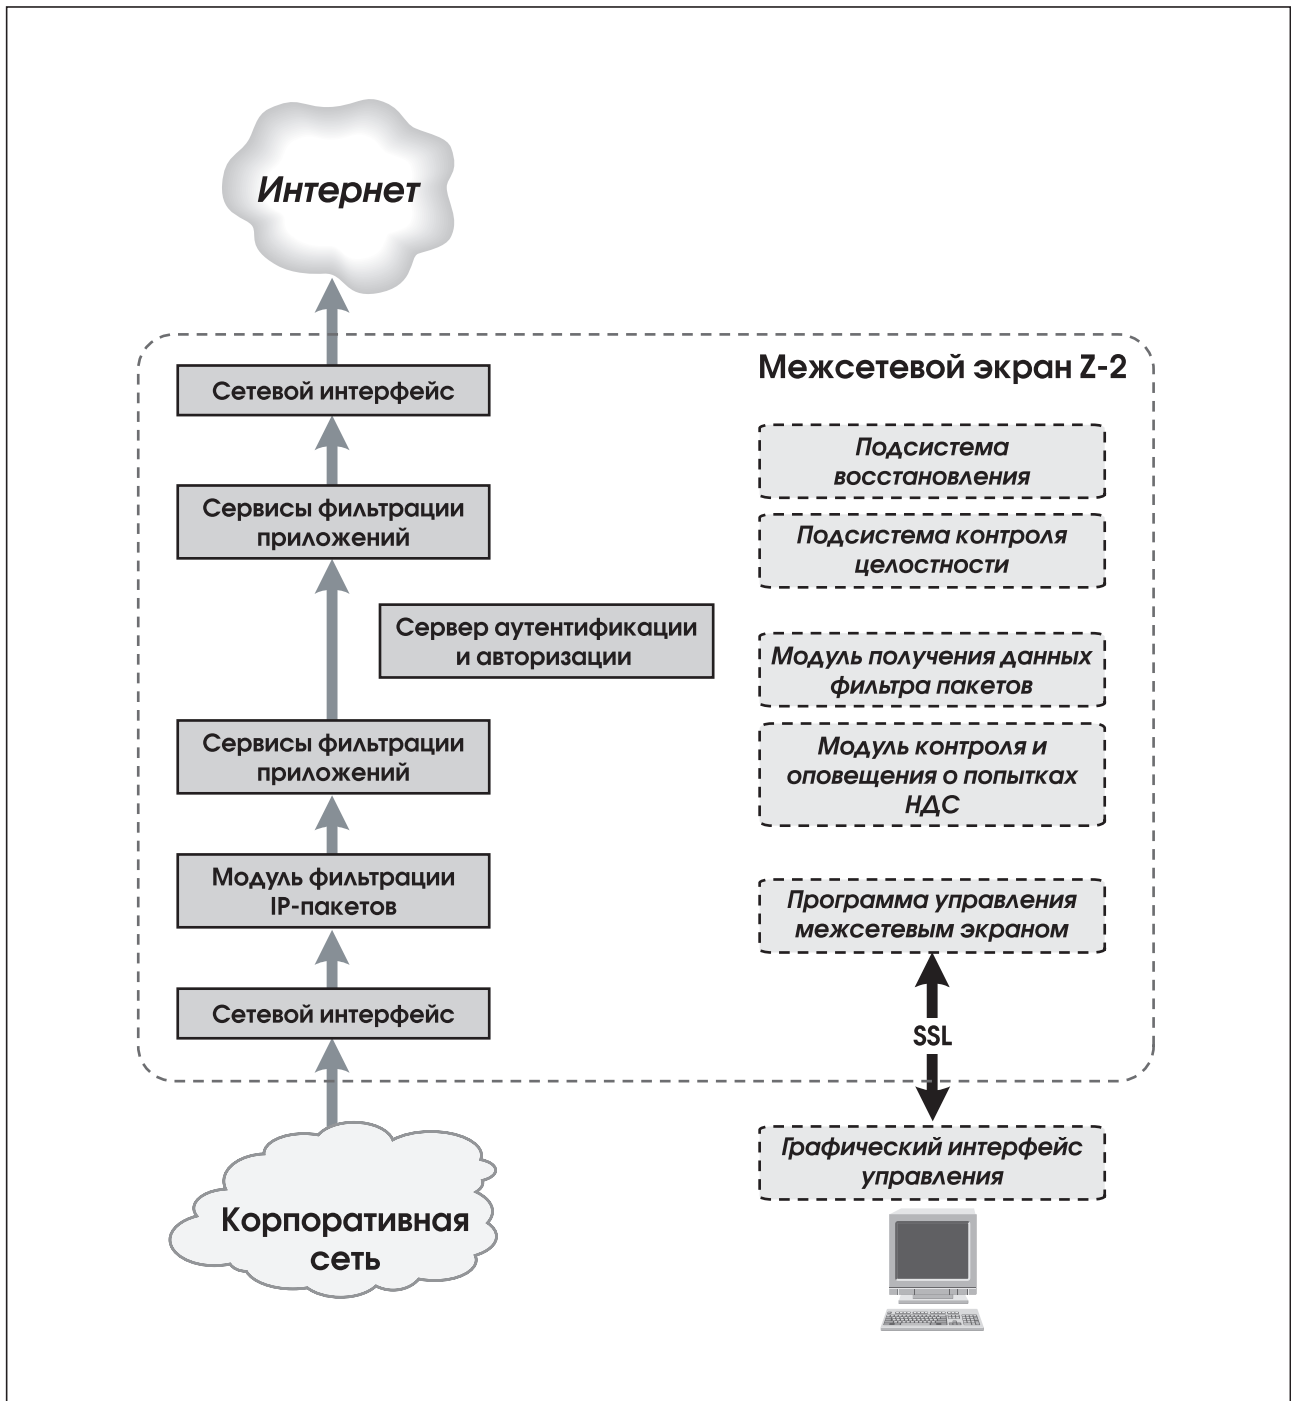 Интернет
Межсетевой экран Z-2
Сетевой интерфейс
Сервисы фильтрации
приложений
Сервер аутентификации
и авторизации
Сервисы фильтрации
приложений
Модуль фильтрации
IP-пакетов
Сетевой интерфейс
Корпоративная
сеть
Подсистема
восстановления
Подсистема контроля
целостности
Модуль получения данных
фильтра пакетов
Модуль контроля и
оповещения о попытках
НДС
Программа управления
межсетевым экраном
SSL
Графический интерфейс
управления